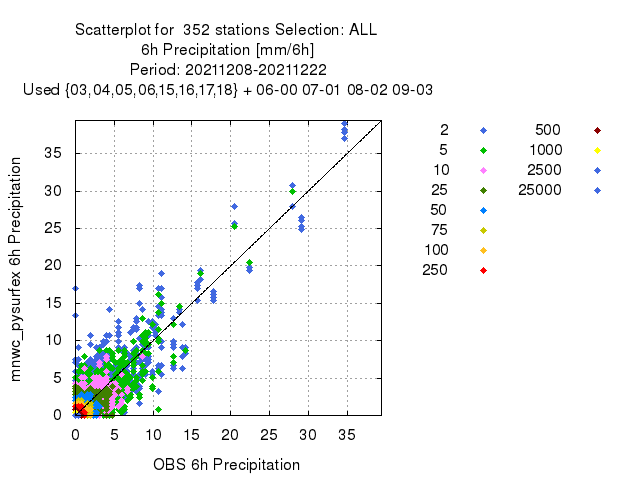 Scatterplot for 352 stations Selection: ALL
6h Precipitation [mm/6h]
Period: 20211208-20211222
Used {03,04,05,06,15,16,17,18} + 06-00 07-01 08-02 09-03
mnwc_pysurfex 6h Precipitation
35
30
25
20
15
10
5
0
0 5 10 15 20 25 30 35
OBS 6h Precipitation
2 500
5 1000
10 2500
25 25000
50
75
100
250